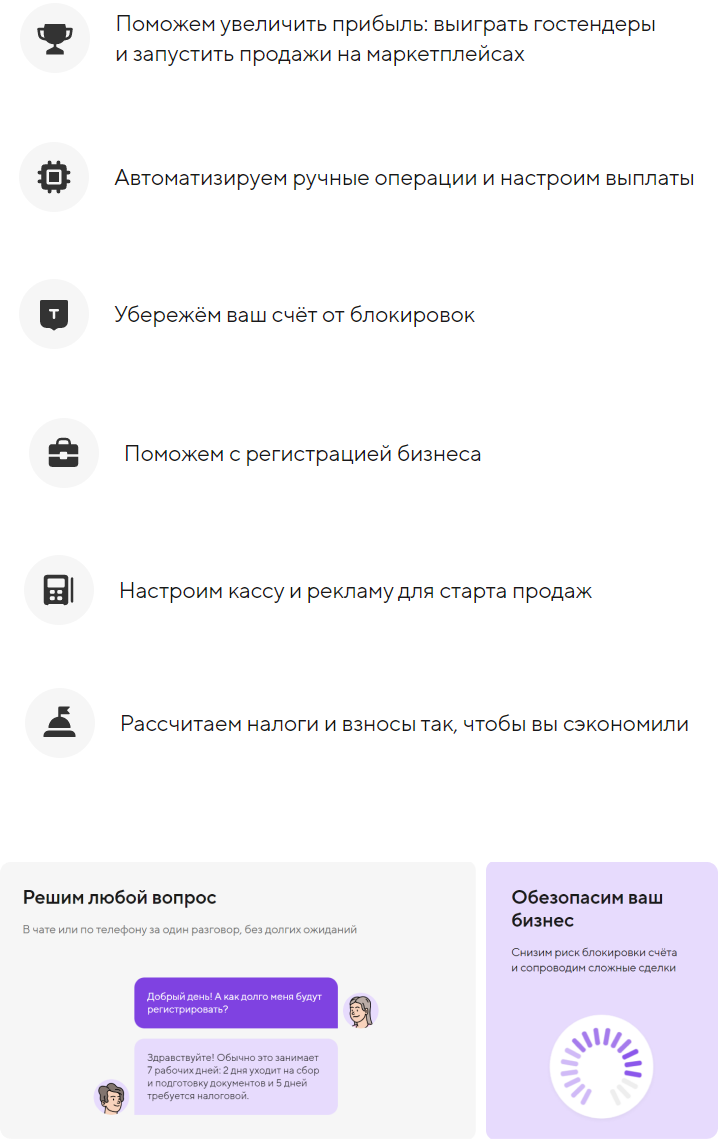 Поможем увеличить прибыль: выиграть гостендеры
и запустить продажи на маркетплейсах
Автоматизируем ручные операции и настроим выплаты
Т
Убережём ваш счёт от блокировок
Поможем с регистрацией бизнеса
Настроим кассу и рекламу для старта продаж
Рассчитаем налоги и взносы так, чтобы вы сэкономили
Решим любой вопрос
В чате или по телефону за один разговор, без долгих ожиданий
Добрый день! А как долго меня будут
регистрировать?
Здравствуйте! Обычно это занимает
7 рабочих дней: 2 дня уходит на сбор
и подготовку документов и 5 дней
требуется налоговой.
Обезопасим ваш
бизнес
Снизим риск блокировки счёта
и сопроводим сложные сделки